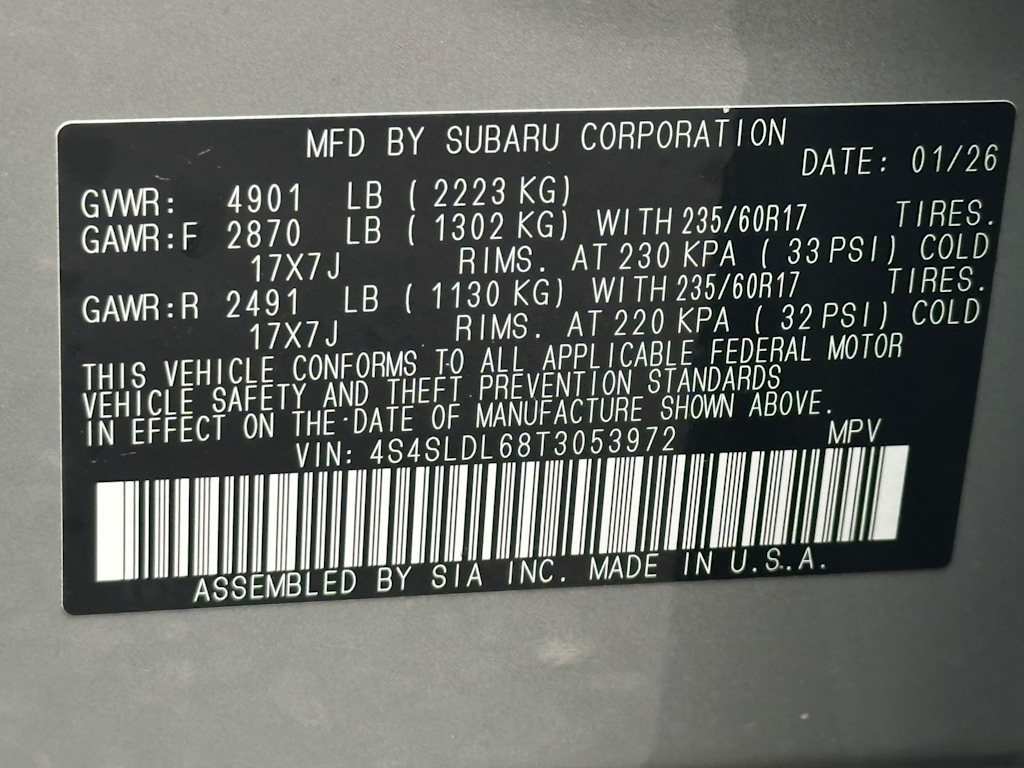 MFD BY SUBARU CORPORATION
DATE: 01/26
GVWR: 4901 LB ( 2223 KG)
GAWR:F 2870 LB ( 1302 KG) WITH 235/60R17 TIRES.
17X7J RIMS. AT 230 KPA ( 33 PSI) COLD
GAWR:R 2491 LB ( 1130 KG) WITH 235/60R17 TIRES.
17X7J RIMS. AT 220 KPA ( 32 PSI) COLD
THIS VEHICLE CONFORMS TO ALL APPLICABLE FEDERAL MOTOR
VEHICLE SAFETY AND THEFT PREVENTION STANDARDS
IN EFFECT ON THE DATE OF MANUFACTURE SHOWN ABOVE.
VIN: 4S4SLDL68T3053972 MPV
ASSEMBLED BY SIA INC. MADE IN U.S.A.